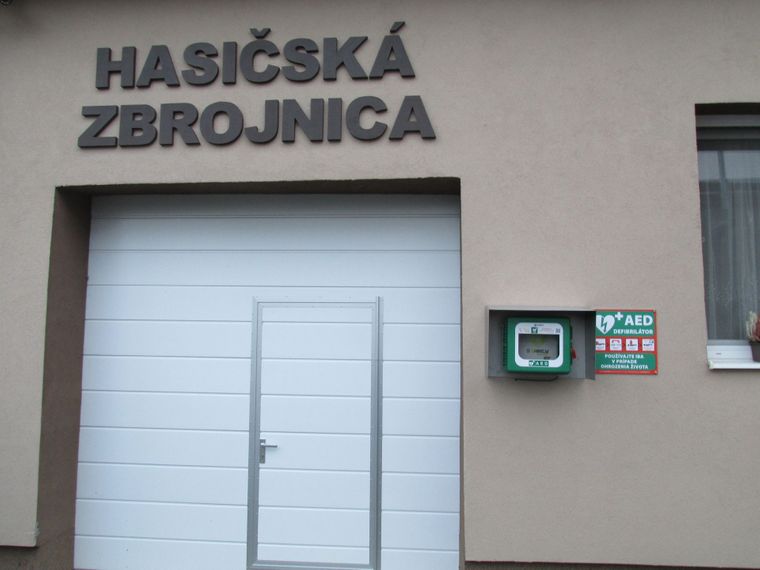 HASIČSKÁ
ZBROJNICA
AED
AED
DEFIBRILÁTOR
POUŽÍVAJTE IBA
V PRÍPADE
OHROZENIA ŽIVOTA